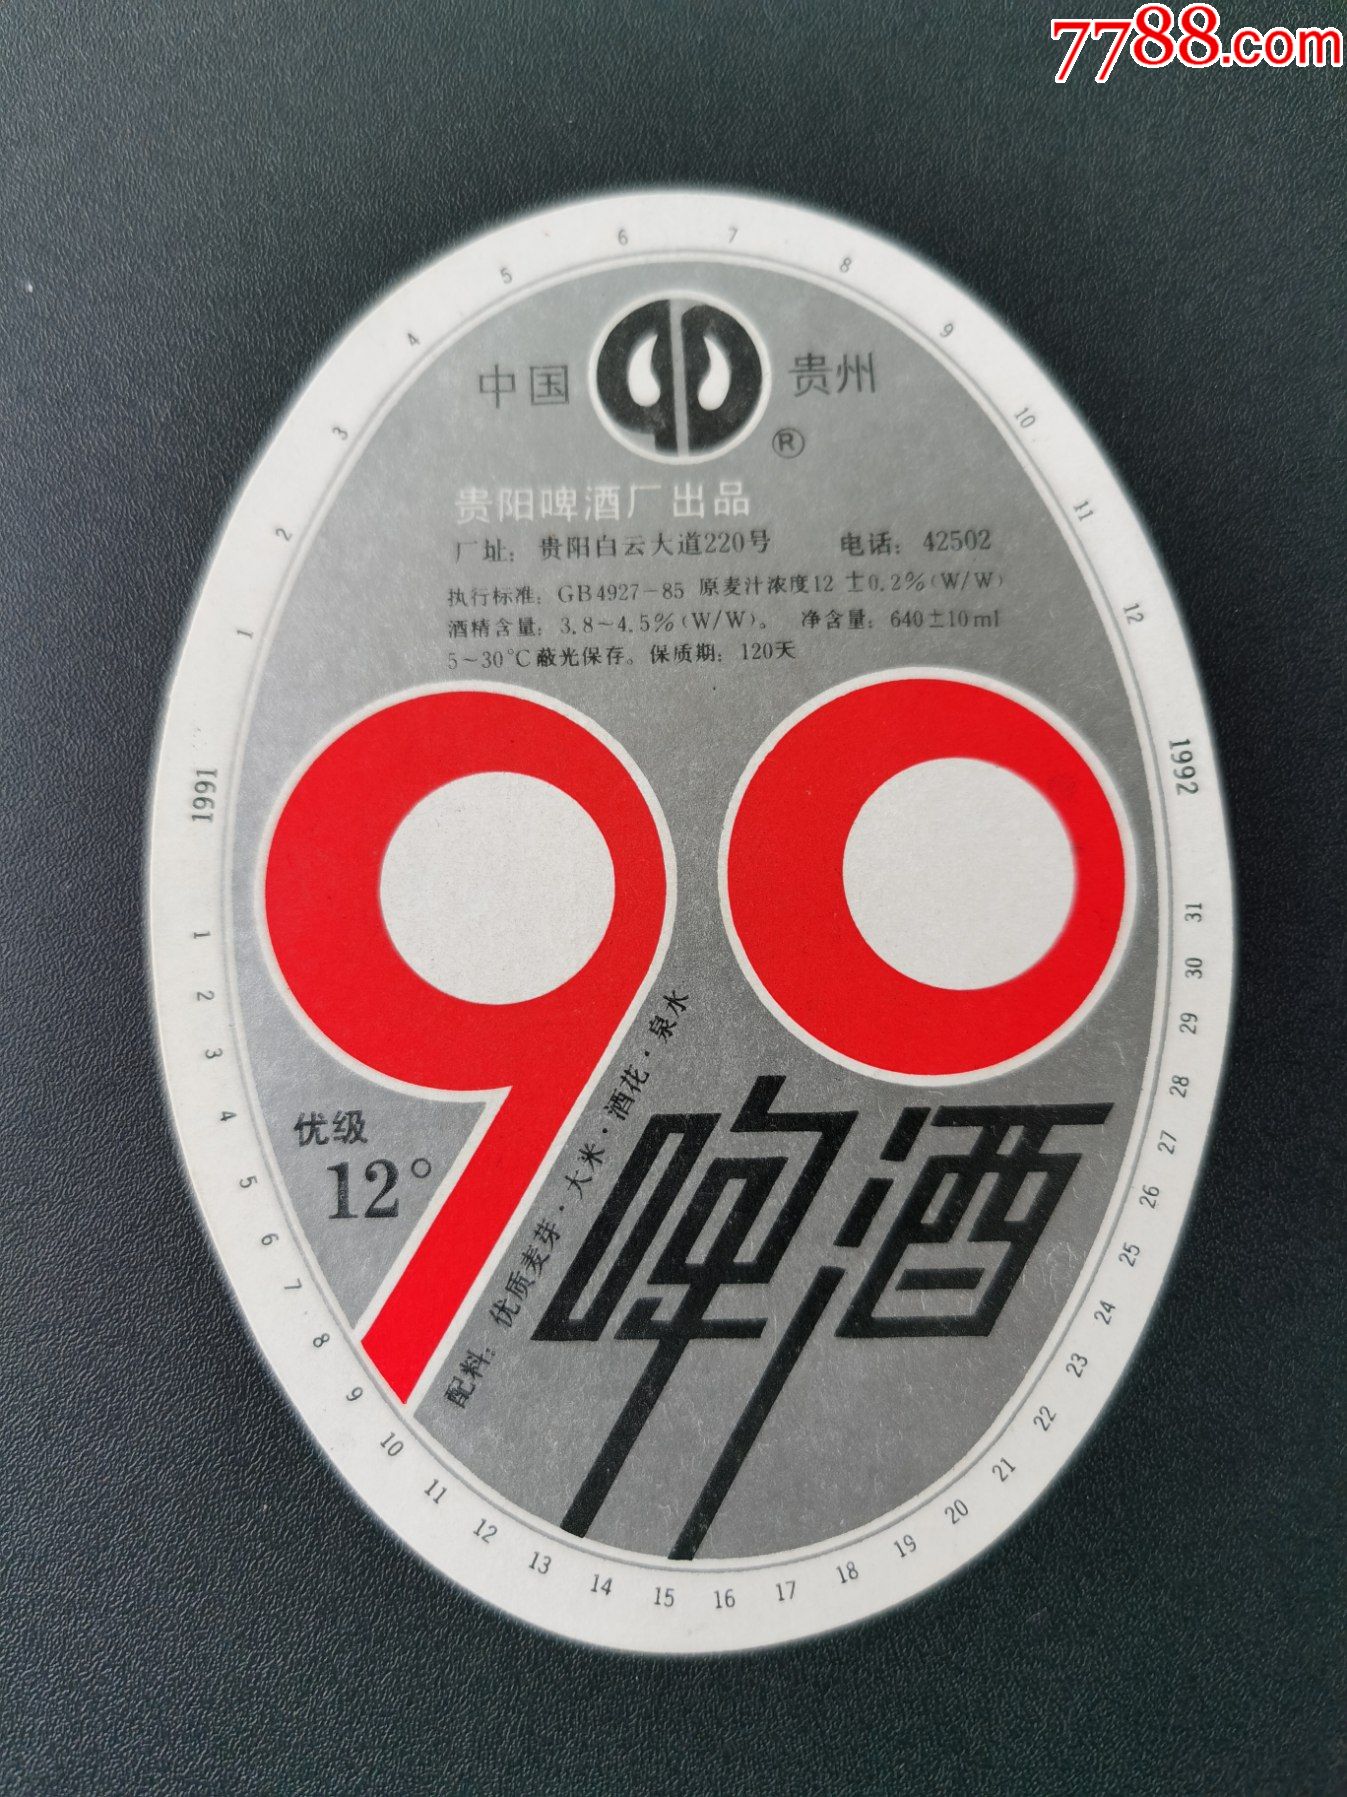 7788.com
中国 贵州
®
贵阳啤酒厂出品
厂址：贵阳白云大道220号 电话：42502
执行标准：GB4927-85 原麦汁浓度12±0.2%(W/W)
酒精含量：3.8~4.5%(W/W)。 净含量：640±10ml
5~30℃蔽光保存。保质期：120天
90
啤酒
优级
12°
配料：优质麦芽·大米·酒花·泉水
1991 1 2 3 4 5 6 7 8 9 10 11 12 1992
1 2 3 4 5 6 7 8 9 10 11 12 13 14 15 16 17 18 19 20 21 22 23 24 25 26 27 28 29 30 31